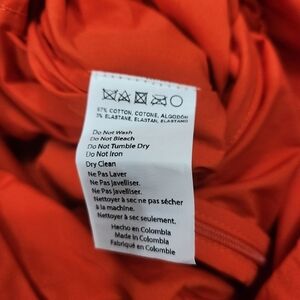 97% COTTON, COTONE, ALGODÓN
3% ELASTANE, ELASTAN, ELASTANO
Do Not Wash
Do Not Bleach
Do Not Tumble Dry
Do Not Iron
Dry Clean
Ne Pas Laver
Ne Pas Javelliser.
Ne Pas Javelliser.
Nettoyer à sec ne pas sécher
à la machine.
Nettoyer à sec seulement.
Hecho en Colombia
Made in Colombia
Fabriqué en Colombie